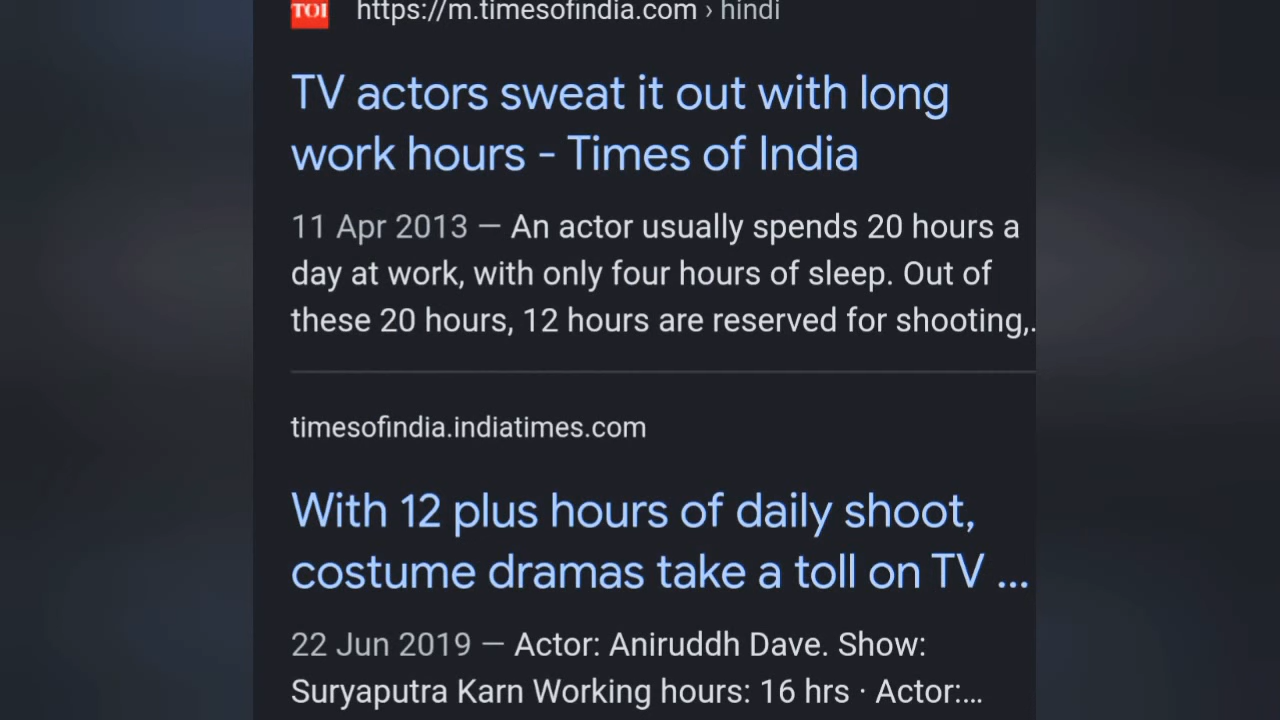 TOI https://m.timesofindia.com › hindi
TV actors sweat it out with long
work hours - Times of India
11 Apr 2013 — An actor usually spends 20 hours a
day at work, with only four hours of sleep. Out of
these 20 hours, 12 hours are reserved for shooting,.
timesofindia.indiatimes.com
With 12 plus hours of daily shoot,
costume dramas take a toll on TV ...
22 Jun 2019 — Actor: Aniruddh Dave. Show:
Suryaputra Karn Working hours: 16 hrs · Actor:...